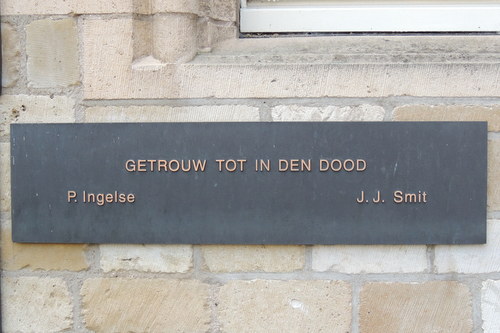 GETROUW TOT IN DEN DOOD
P. Ingelse J. J. Smit